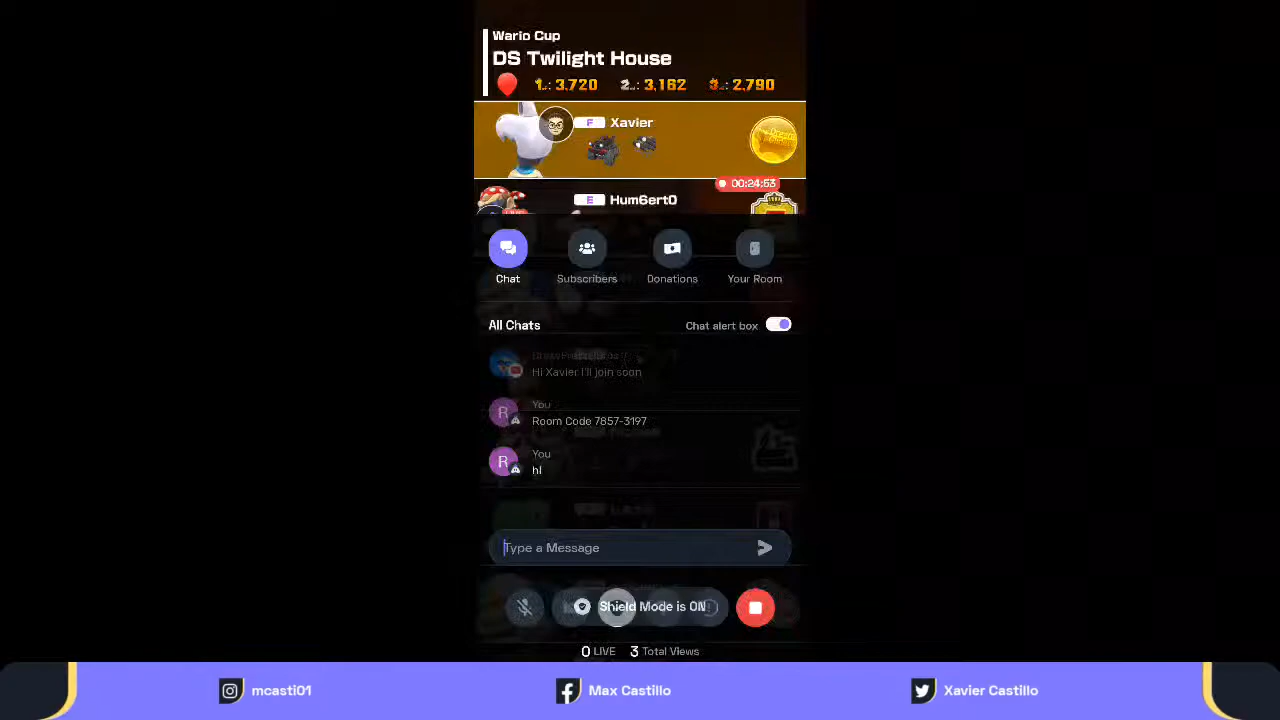 Wario Cup
DS Twilight House
1.: 3,720 2.: 3,162 3.: 2,790
F Xavier
00:24:53
E Hum6ert0
Chat Subscribers Donations Your Room
All Chats Chat alert box
Hi Xavier I'll join soon
You
Room Code 7857-3197
You
hI
Type a Message
Shield Mode is ON
0 LIVE 3 Total Views
mcasti01 Max Castillo Xavier Castillo